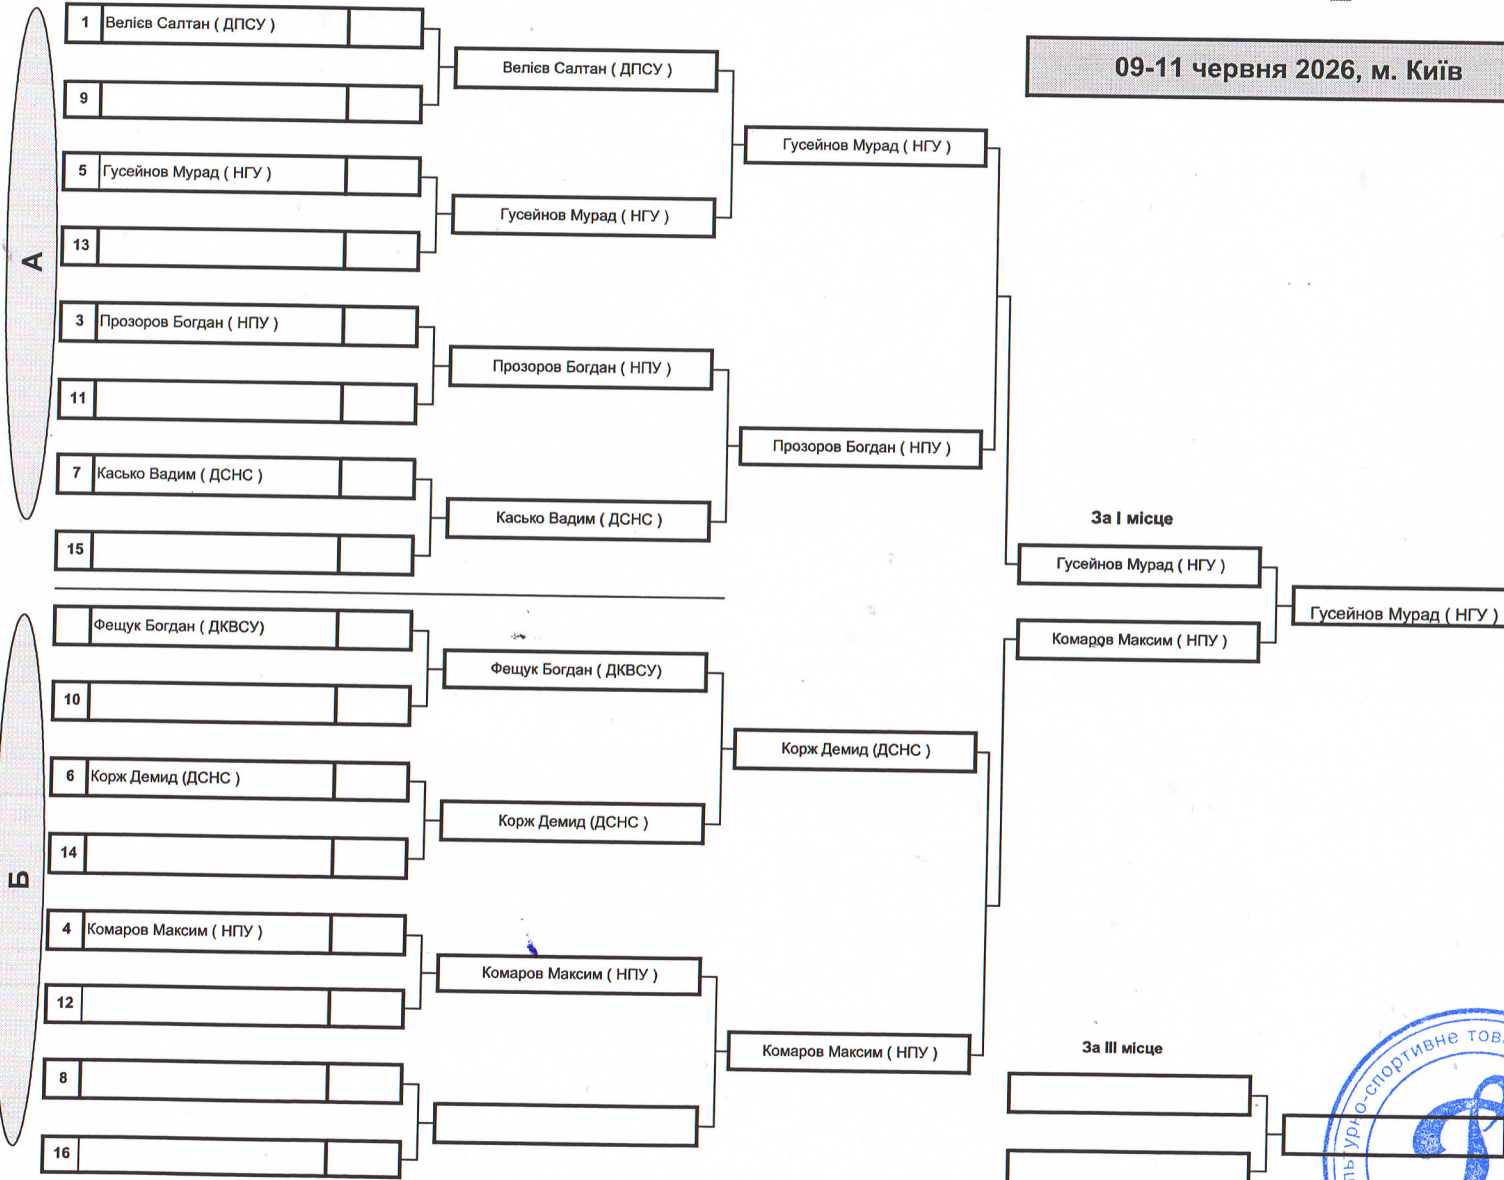 09-11 червня 2026, м. Київ
А
1 Велієв Салтан ( ДПСУ )
9
5 Гусейнов Мурад ( НГУ )
13
3 Прозоров Богдан ( НПУ )
11
7 Касько Вадим ( ДСНС )
15
Б
Фещук Богдан ( ДКВСУ)
10
6 Корж Демид (ДСНС )
14
4 Комаров Максим ( НПУ )
12
8
16
Велієв Салтан ( ДПСУ )
Гусейнов Мурад ( НГУ )
Прозоров Богдан ( НПУ )
Касько Вадим ( ДСНС )
Фещук Богдан ( ДКВСУ)
Корж Демид (ДСНС )
Комаров Максим ( НПУ )
Гусейнов Мурад ( НГУ )
Прозоров Богдан ( НПУ )
Корж Демид (ДСНС )
Комаров Максим ( НПУ )
За І місце
Гусейнов Мурад ( НГУ )
Комаров Максим ( НПУ )
Гусейнов Мурад ( НГУ )
За ІІІ місце